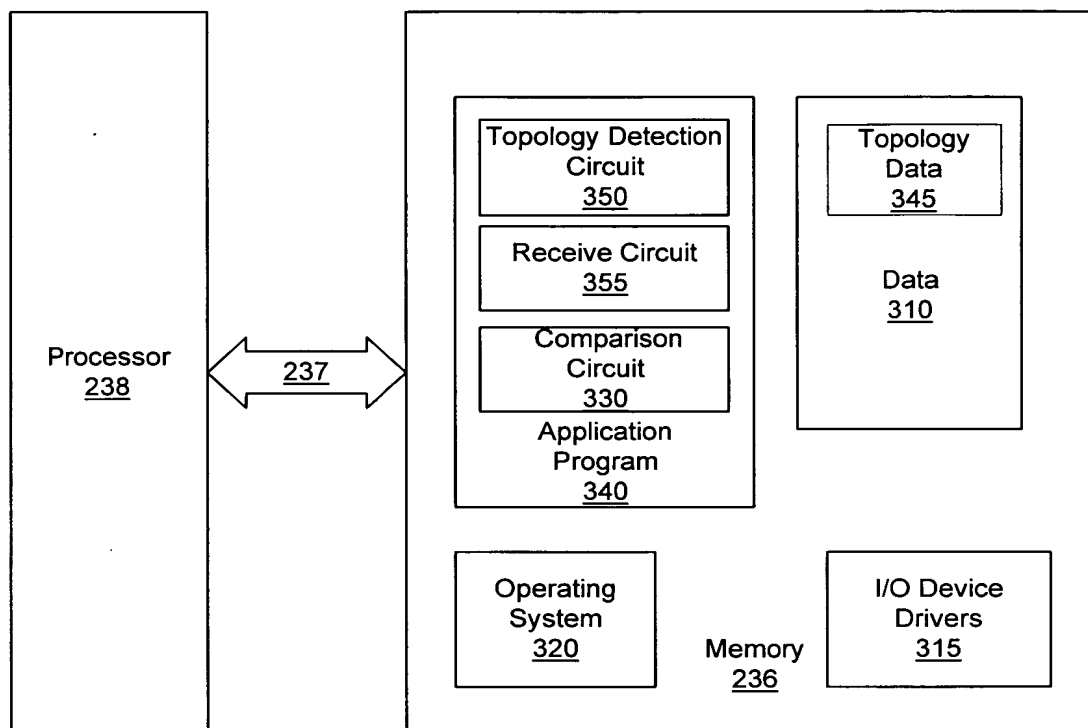 Processor
238
237
Topology Detection
Circuit
350
Receive Circuit
355
Comparison
Circuit
330
Application
Program
340
Topology
Data
345
Data
310
Operating
System
320
Memory
236
I/O Device
Drivers
315